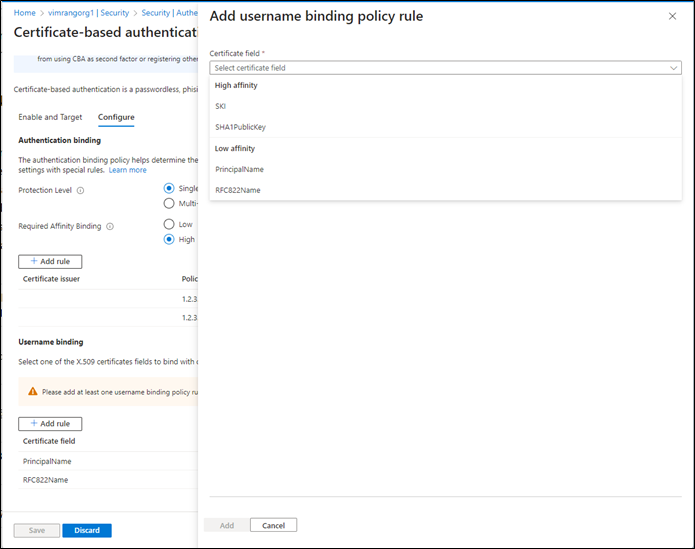 Home > vimrangorg1 | Security > Security | Authe
Certificate-based authenticati
from using CBA as second factor or registering other
Certificate-based authentication is a passwordless, phisi
Enable and Target Configure
Authentication binding
The authentication binding policy helps determine the
settings with special rules. Learn more
Protection Level
Single
Multi-
Required Affinity Binding
Low
High
+ Add rule
Certificate issuer Polic
1.2.3
1.2.3
Username binding
Select one of the X.509 certificates fields to bind with o
Please add at least one username binding policy ru
+ Add rule
Certificate field
PrincipalName
RFC822Name
Save Discard
Add username binding policy rule
Certificate field *
Select certificate field
High affinity
SKI
SHA1PublicKey
Low affinity
PrincipalName
RFC822Name
Add Cancel